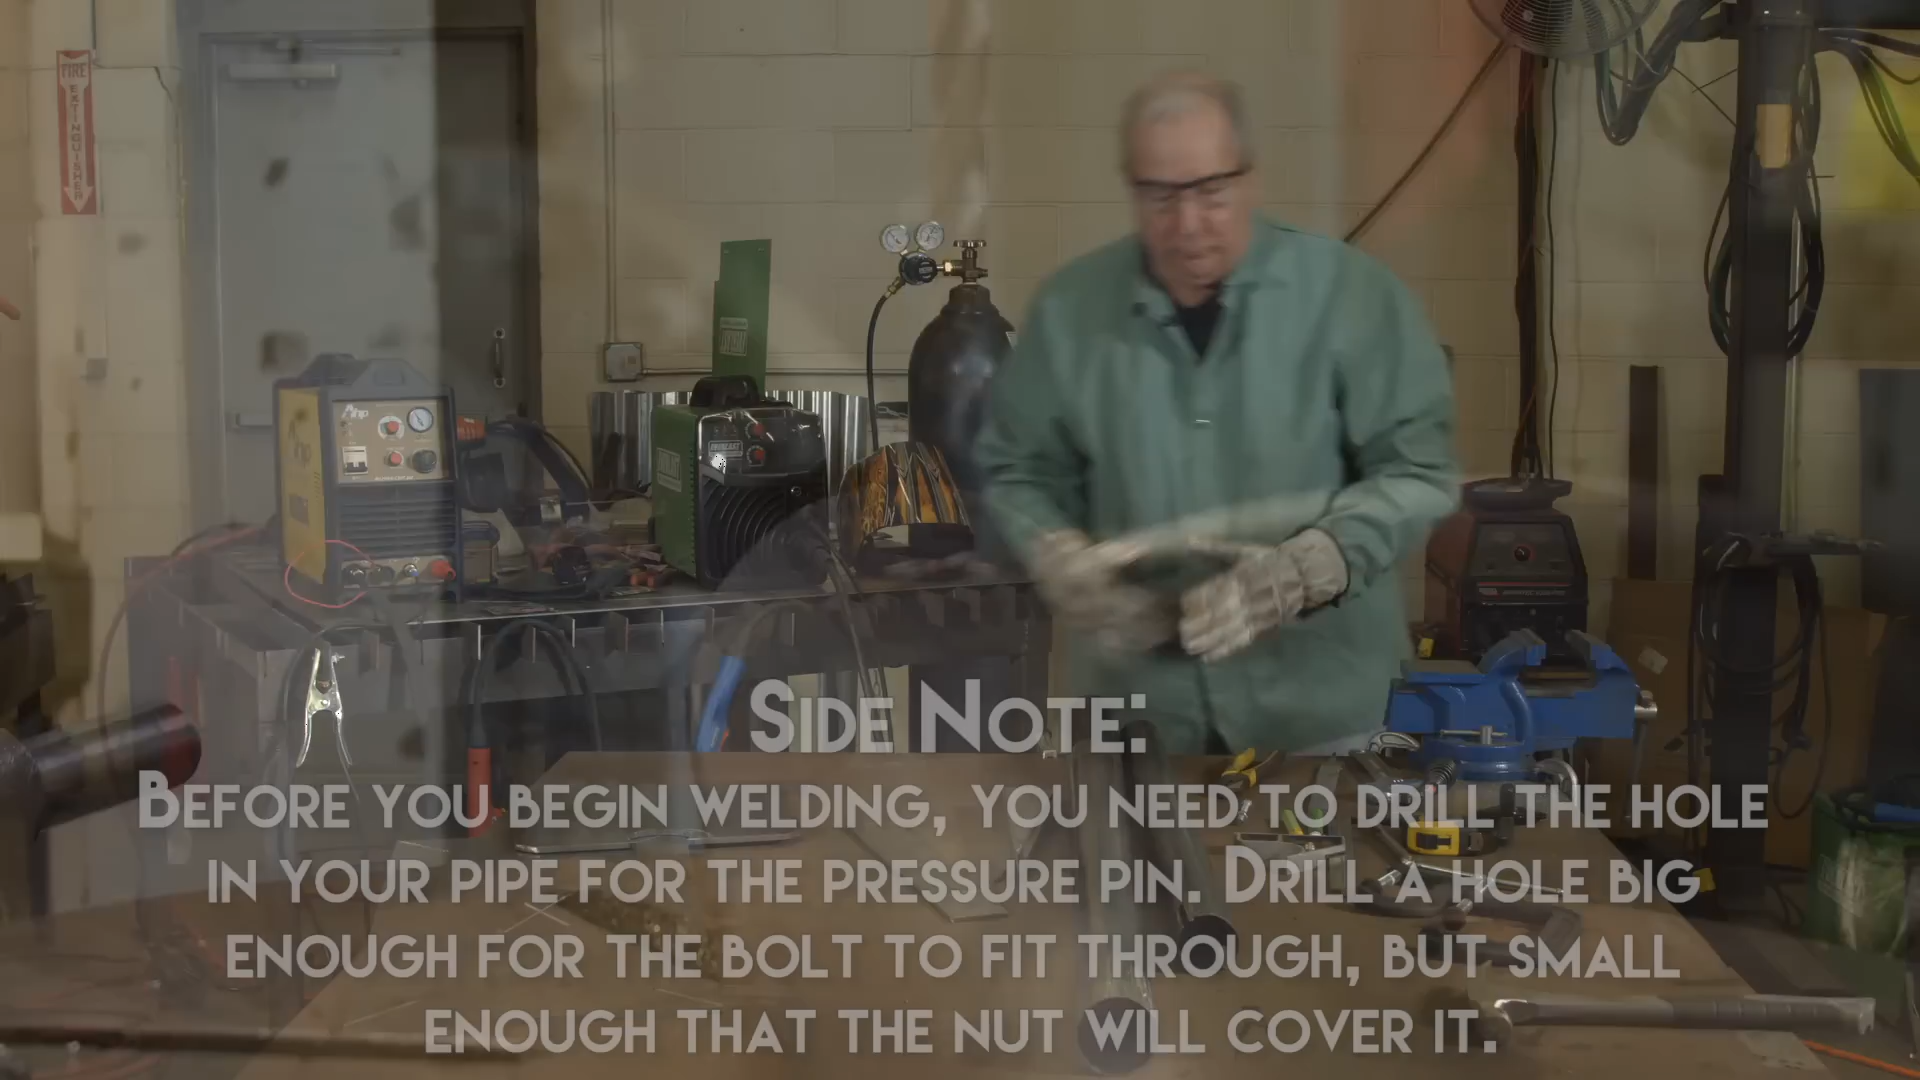 FIRE
EXTINGUISHER
Ahp
SIDE NOTE:
BEFORE YOU BEGIN WELDING, YOU NEED TO DRILL THE HOLE
IN YOUR PIPE FOR THE PRESSURE PIN. DRILL A HOLE BIG
ENOUGH FOR THE BOLT TO FIT THROUGH, BUT SMALL
ENOUGH THAT THE NUT WILL COVER IT.